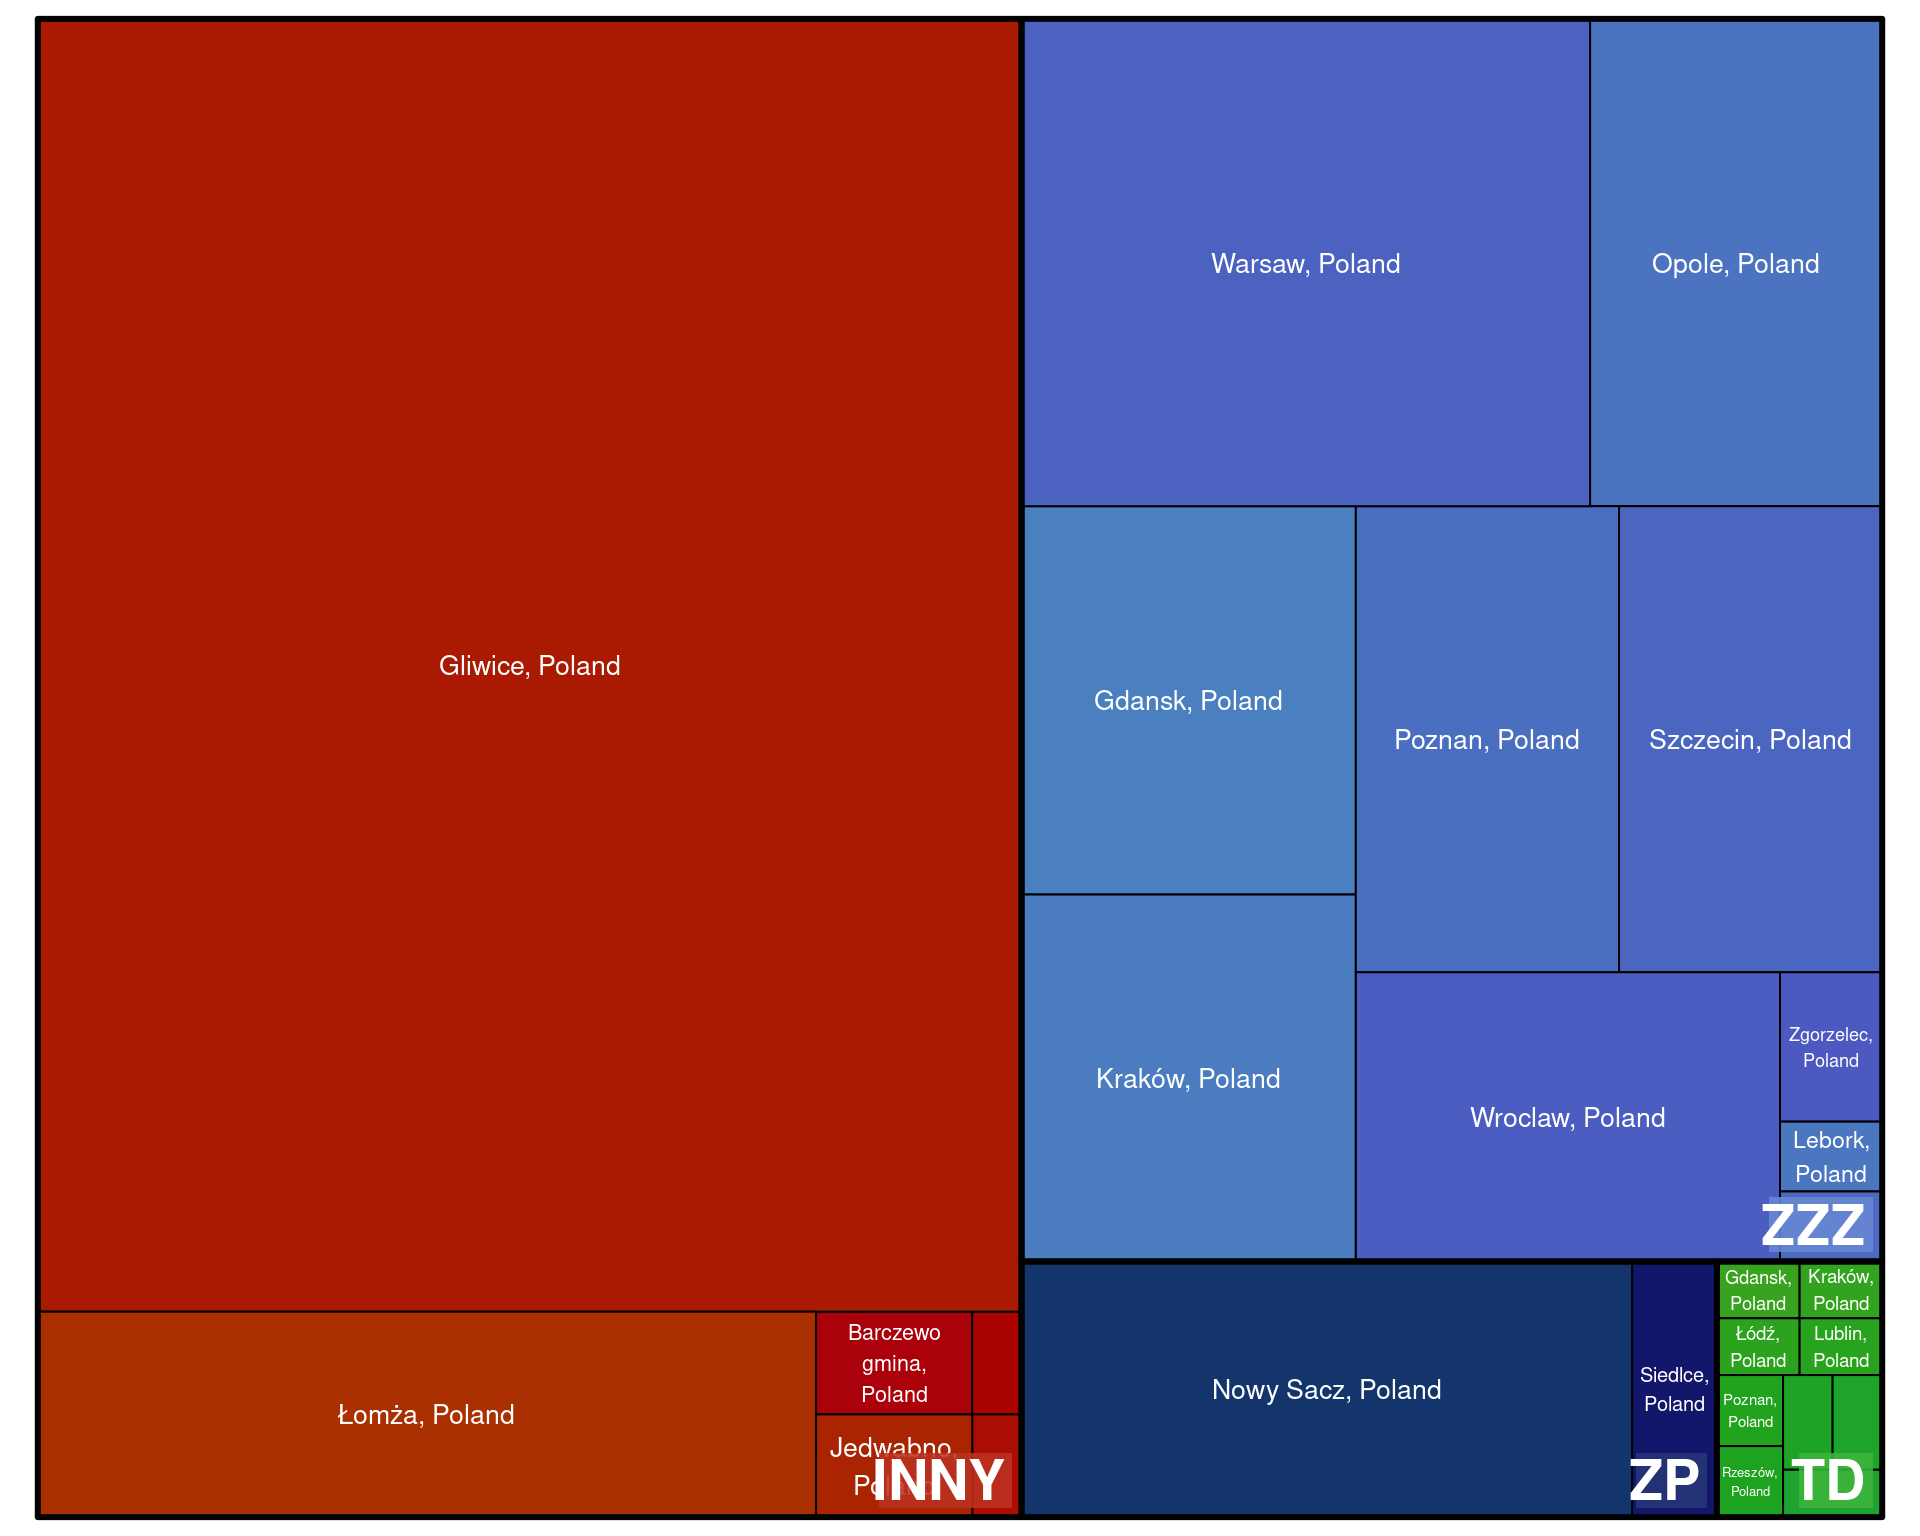 Gliwice, Poland
Łomża, Poland
Barczewo
gmina,
Poland
Jedwabno,
Poland
INNY
Warsaw, Poland
Opole, Poland
Gdansk, Poland
Poznan, Poland
Szczecin, Poland
Kraków, Poland
Wroclaw, Poland
Zgorzelec,
Poland
Lebork,
Poland
ZZZ
Nowy Sacz, Poland
Siedlce,
Poland
ZP
Gdansk,
Poland
Kraków,
Poland
Łódź,
Poland
Lublin,
Poland
Poznan,
Poland
Rzeszów,
Poland
TD